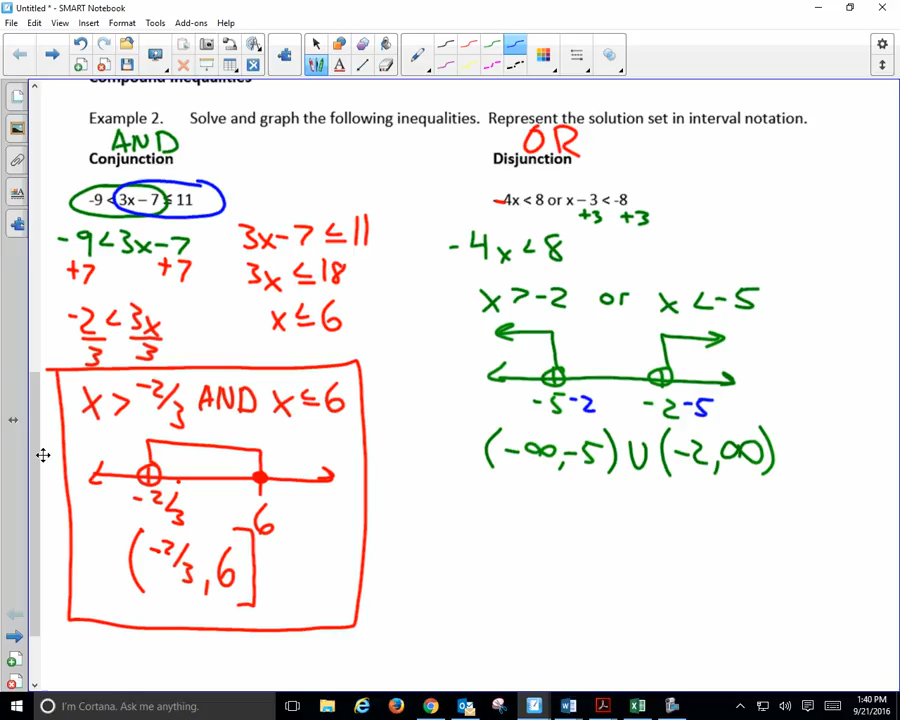 Untitled * - SMART Notebook
File Edit View Insert Format Tools Add-ons Help
Compound Inequalities
Example 2. Solve and graph the following inequalities. Represent the solution set in interval notation.
AND
Conjunction
-9 < 3x – 7 ≤ 11
-9 < 3x - 7
+7 +7
-2 < 3x
3 3
3x - 7 ≤ 11
3x ≤ 18
x ≤ 6
x > -2/3 AND x ≤ 6
-2/3 6
(-2/3, 6]
OR
Disjunction
-4x < 8 or x – 3 < -8
+3 +3
-4x < 8
x > -2 or x < -5
-5 -2 -2 -5
(-∞, -5) ∪ (-2, ∞)
I'm Cortana. Ask me anything.
1:40 PM
9/21/2016